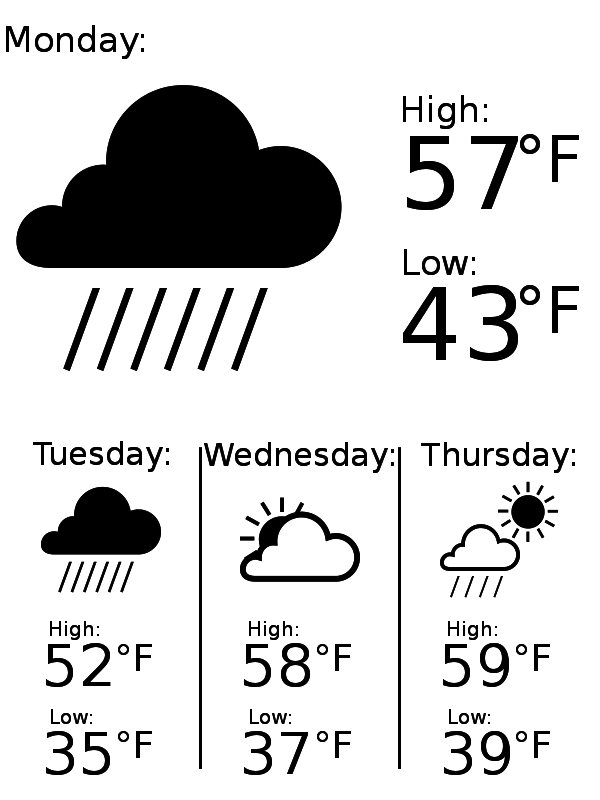 Monday:
High:
57°F
Low:
43°F
Tuesday:
High:
52°F
Low:
35°F
Wednesday:
High:
58°F
Low:
37°F
Thursday:
High:
59°F
Low:
39°F